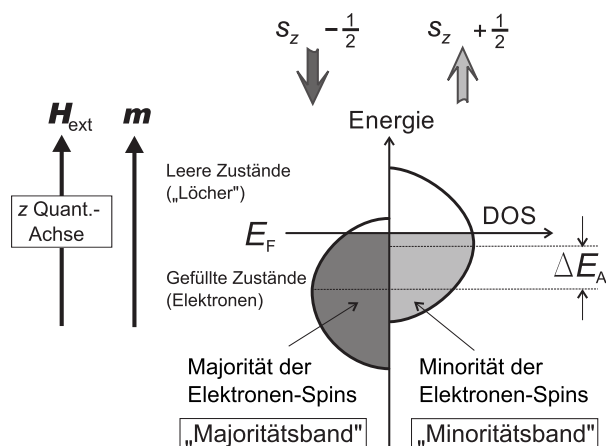 s_z −1/2
s_z +1/2
H_ext
m
Energie
Leere Zustände
(„Löcher")
z Quant.-
Achse
E_F
DOS
ΔE_A
Gefüllte Zustände
(Elektronen)
Majorität der
Elektronen-Spins
„Majoritätsband"
Minorität der
Elektronen-Spins
„Minoritätsband"